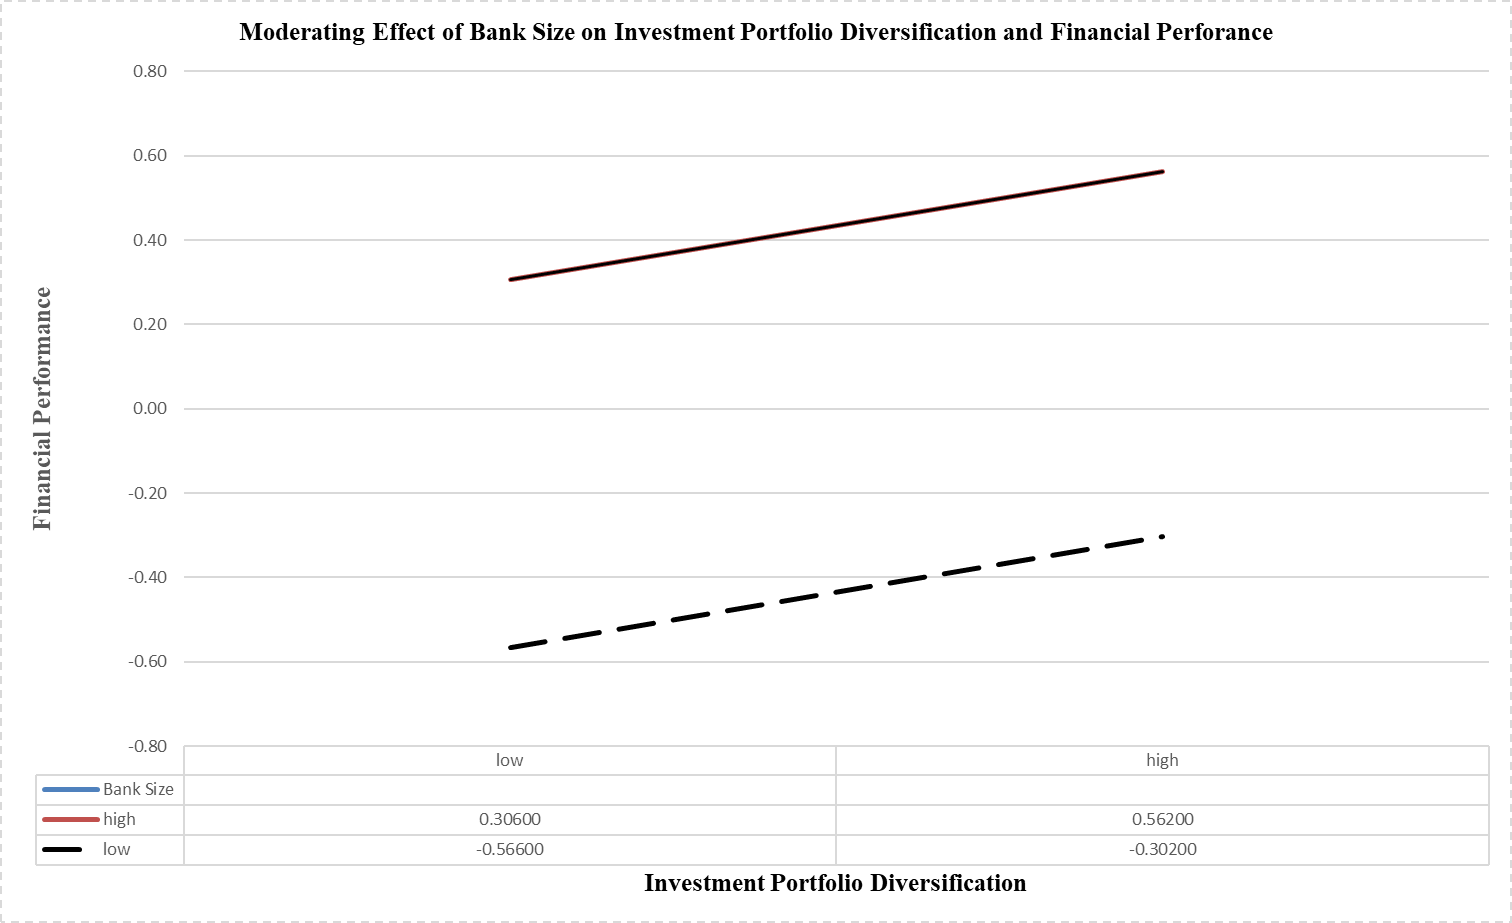 Moderating Effect of Bank Size on Investment Portfolio Diversification and Financial Perforance
0.80
0.60
0.40
0.20
0.00
-0.20
-0.40
-0.60
-0.80
Financial Performance
low high
Bank Size
high 0.30600 0.56200
low -0.56600 -0.30200
Investment Portfolio Diversification